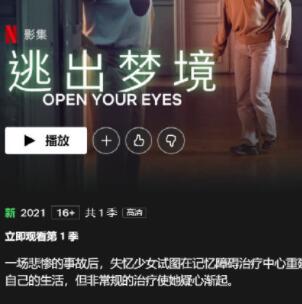 N 影集
逃出梦境
OPEN YOUR EYES
播放
新 2021 16+ 共 1 季 高清
立即观看第 1 季
一场悲惨的事故后，失忆少女试图在记忆障碍治疗中心重建
自己的生活，但非常规的治疗使她疑心渐起。